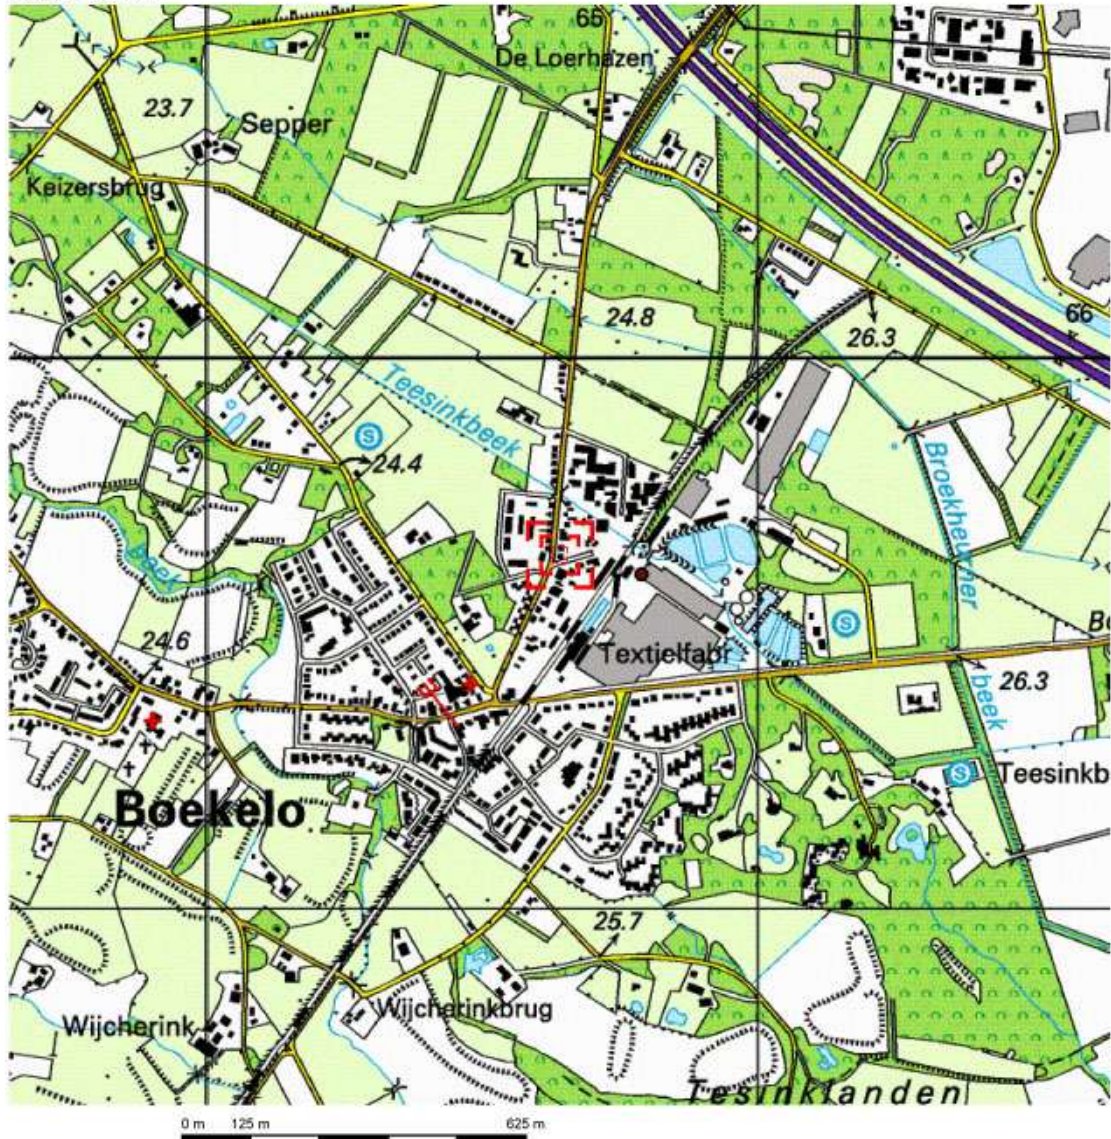 65
De Loerhazen
23.7
Sepper
Keizersbrug
24.8
26.3
66
Teesinkbeek
S
24.4
Broekheurner
Beek
S
24.6
Textielfabr
26.3
beek
S
Teesinkb
Boekelo
25.7
Wijcherinkbrug
Wijcherink
Tesinklanden
0 m 125 m 625 m